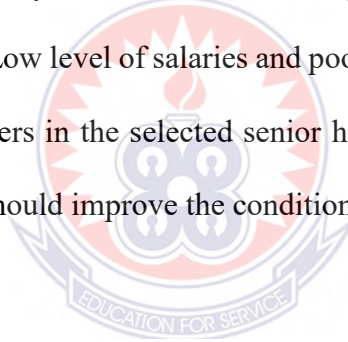 Low level of salaries and poo
ers in the selected senior h
hould improve the condition
EDUCATION FOR SERVICE